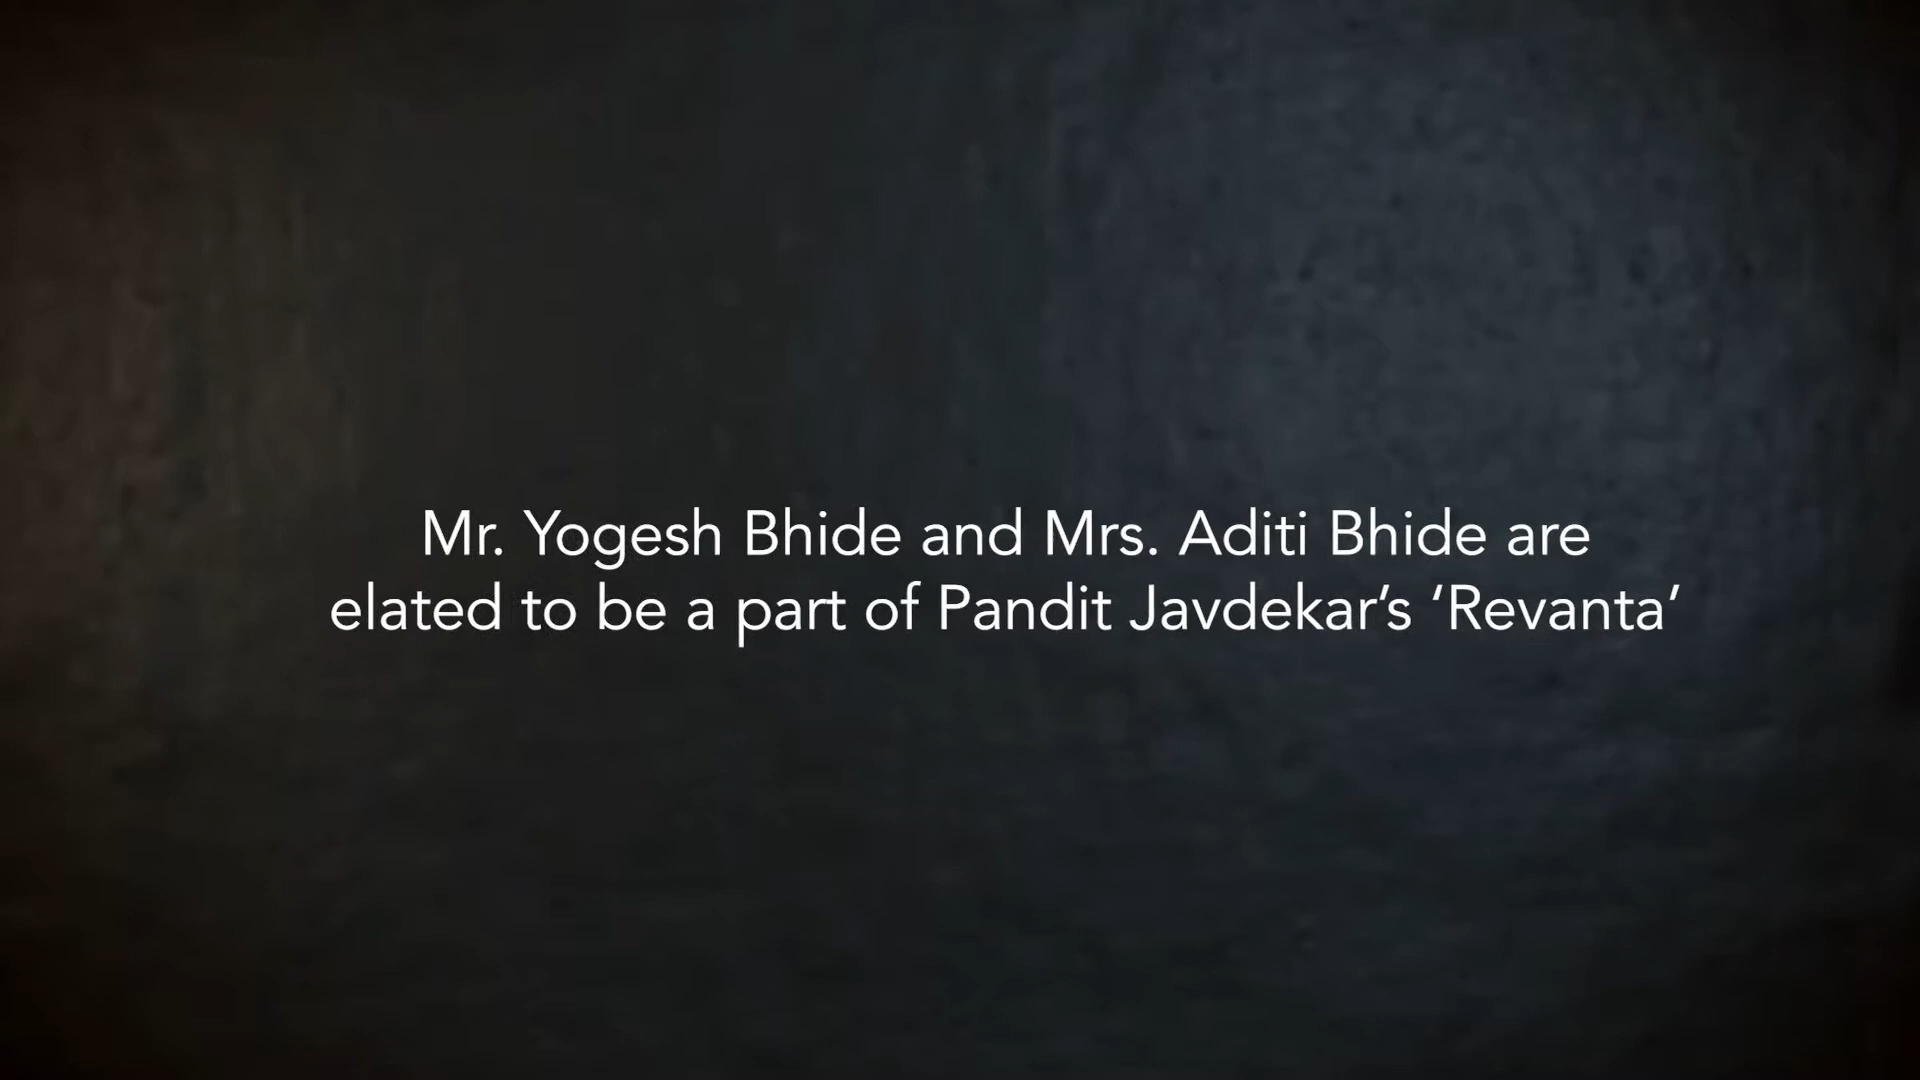 Mr. Yogesh Bhide and Mrs. Aditi Bhide are
elated to be a part of Pandit Javdekar’s ‘Revanta’